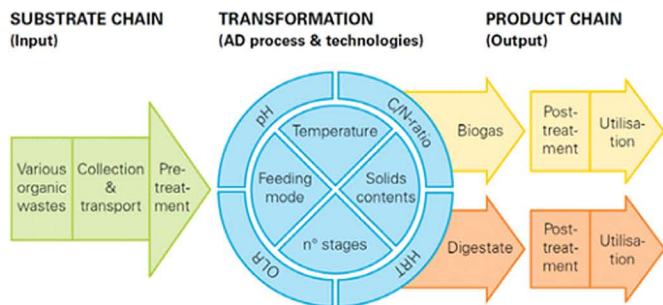 SUBSTRATE CHAIN
(Input)
TRANSFORMATION
(AD process & technologies)
PRODUCT CHAIN
(Output)
Various
organic
wastes
Collection
&
transport
Pre-
treat-
ment
pH
C/N-ratio
OLR
HRT
Temperature
Feeding
mode
Solids
contents
n° stages
Biogas
Post-
treat-
ment
Utilisa-
tion
Digestate
Post-
treat-
ment
Utilisa-
tion